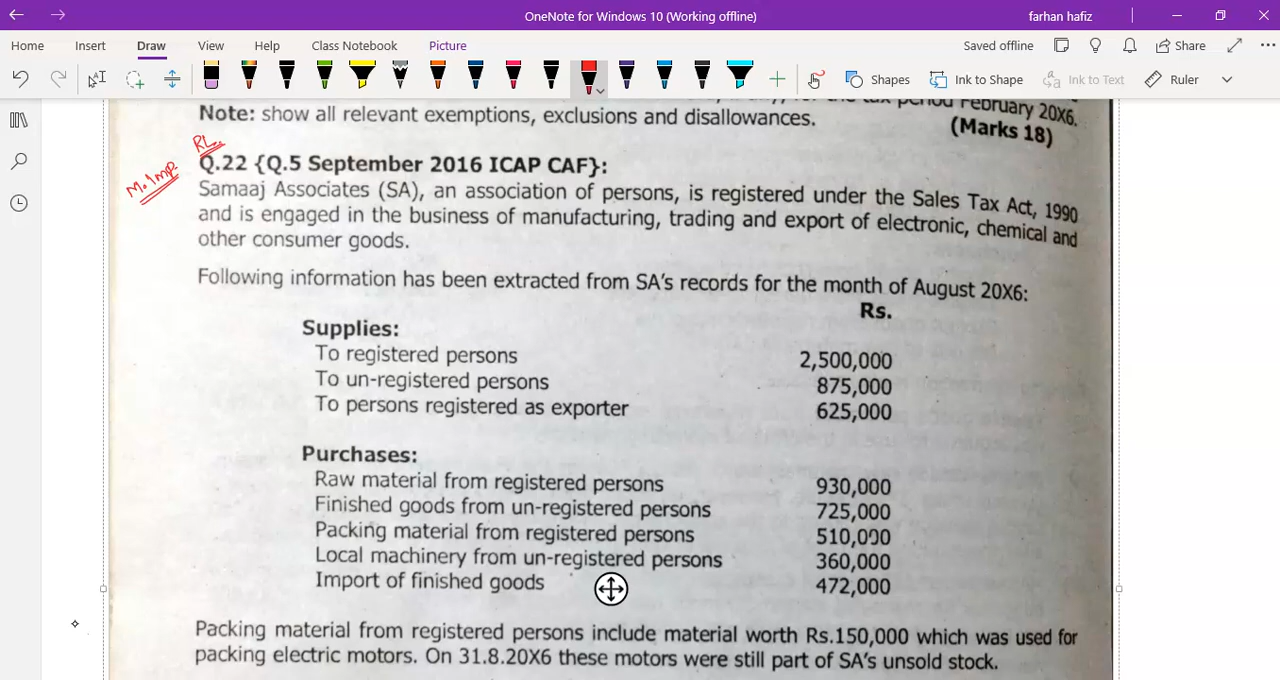 OneNote for Windows 10 (Working offline)
farhan hafiz
Home Insert Draw View Help Class Notebook Picture
Saved offline Share
Ink to Shape Ink to Text Shapes Ruler
for the tax period February 20X6.
Note: show all relevant exemptions, exclusions and disallowances.
(Marks 18)
RL.
M.Imp.
Q.22 {Q.5 September 2016 ICAP CAF}:
Samaaj Associates (SA), an association of persons, is registered under the Sales Tax Act, 1990
and is engaged in the business of manufacturing, trading and export of electronic, chemical and
other consumer goods.
Following information has been extracted from SA's records for the month of August 20X6:
Rs.
Supplies:
To registered persons 2,500,000
To un-registered persons 875,000
To persons registered as exporter 625,000
Purchases:
Raw material from registered persons 930,000
Finished goods from un-registered persons 725,000
Packing material from registered persons 510,000
Local machinery from un-registered persons 360,000
Import of finished goods 472,000
Packing material from registered persons include material worth Rs.150,000 which was used for
packing electric motors. On 31.8.20X6 these motors were still part of SA's unsold stock.